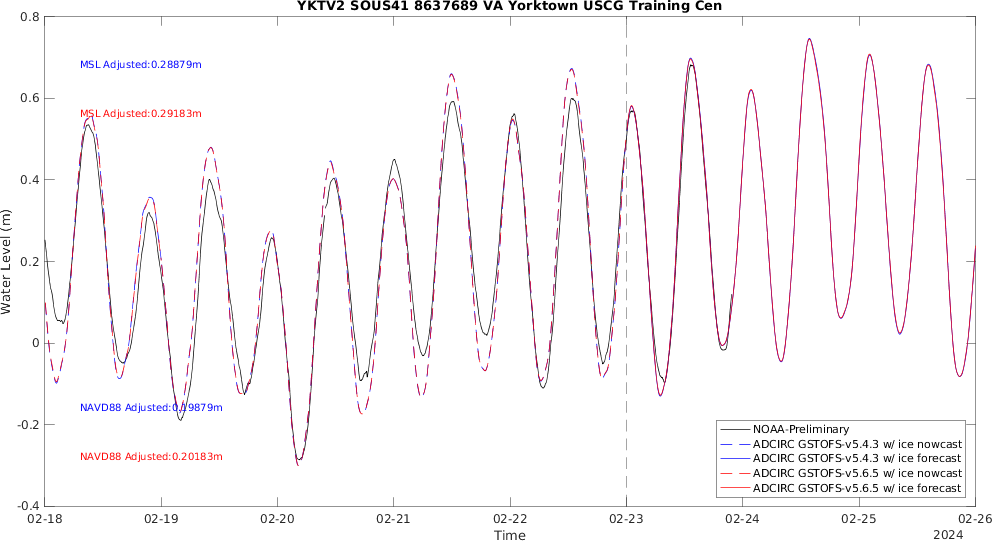 YKTV2 SOUS41 8637689 VA Yorktown USCG Training Cen
0.8
0.6
0.4
0.2
0
-0.2
-0.4
Water Level (m)
MSL Adjusted:0.28879m
MSL Adjusted:0.29183m
NAVD88 Adjusted:0.19879m
NAVD88 Adjusted:0.20183m
NOAA-Preliminary
ADCIRC GSTOFS-v5.4.3 w/ ice nowcast
ADCIRC GSTOFS-v5.4.3 w/ ice forecast
ADCIRC GSTOFS-v5.6.5 w/ ice nowcast
ADCIRC GSTOFS-v5.6.5 w/ ice forecast
02-18 02-19 02-20 02-21 02-22 02-23 02-24 02-25 02-26
Time
2024